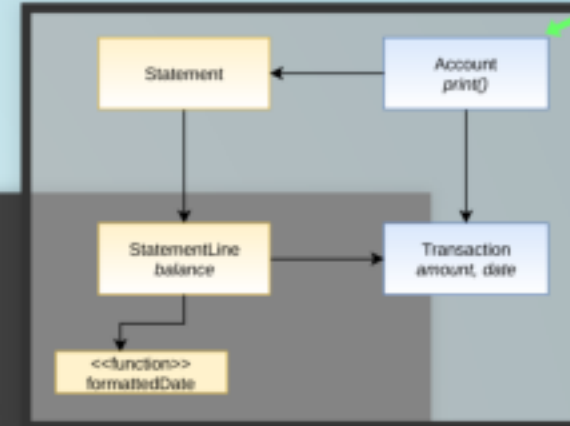 Statement
Account
print()
StatementLine
balance
Transaction
amount, date
<<function>>
formattedDate